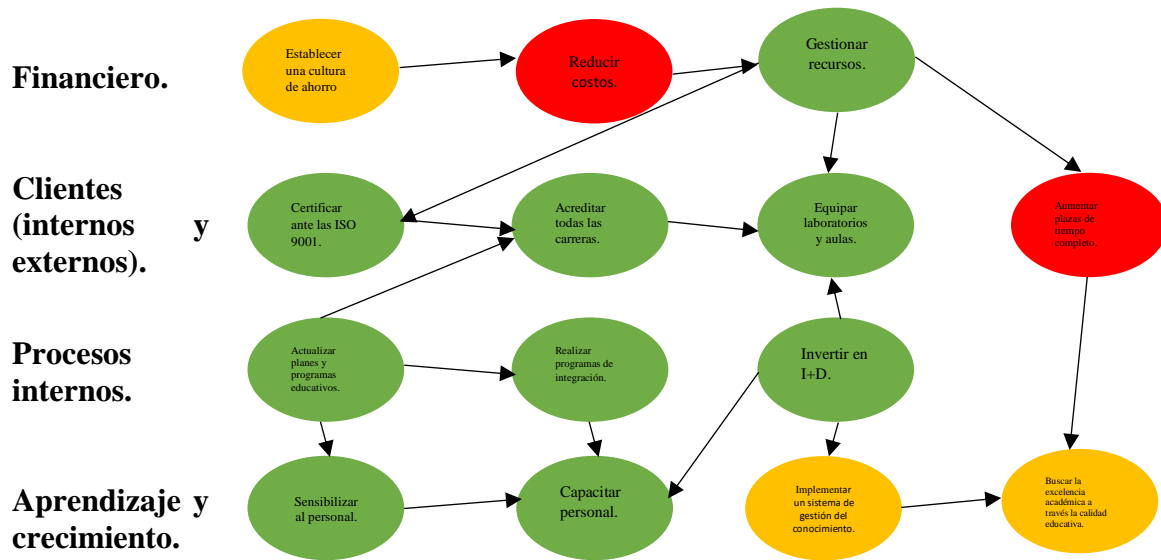 Financiero.
Establecer
una cultura
de ahorro
Reducir
costos.
Gestionar
recursos.
Clientes
(internos y
externos).
Certificar
ante las ISO
9001.
Acreditar
todas las
carreras.
Equipar
laboratorios
y aulas.
Aumentar
plazas de
tiempo
completo.
Procesos
internos.
Actualizar
planes y
programas
educativos.
Realizar
programas de
integración.
Invertir en
I+D.
Aprendizaje y
crecimiento.
Sensibilizar
al personal.
Capacitar
personal.
Implementar
un sistema de
gestión del
conocimiento.
Buscar la
excelencia
académica a
través la calidad
educativa.